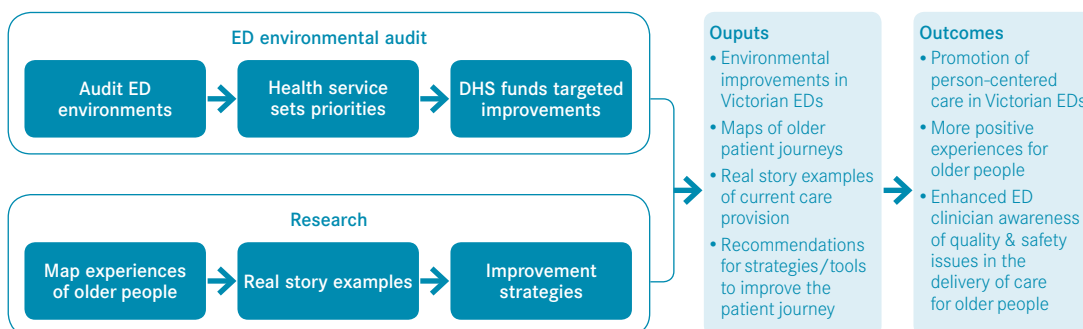 ED environmental audit
Audit ED
environments
Health service
sets priorities
DHS funds targeted
improvements
Research
Map experiences
of older people
Real story examples
Improvement
strategies
Ouputs
• Environmental
improvements in
Victorian EDs
• Maps of older
patient journeys
• Real story examples
of current care
provision
• Recommendations
for strategies/tools
to improve the
patient journey
Outcomes
• Promotion of
person-centered
care in Victorian EDs
• More positive
experiences for
older people
• Enhanced ED
clinician awareness
of quality & safety
issues in the
delivery of care
for older people